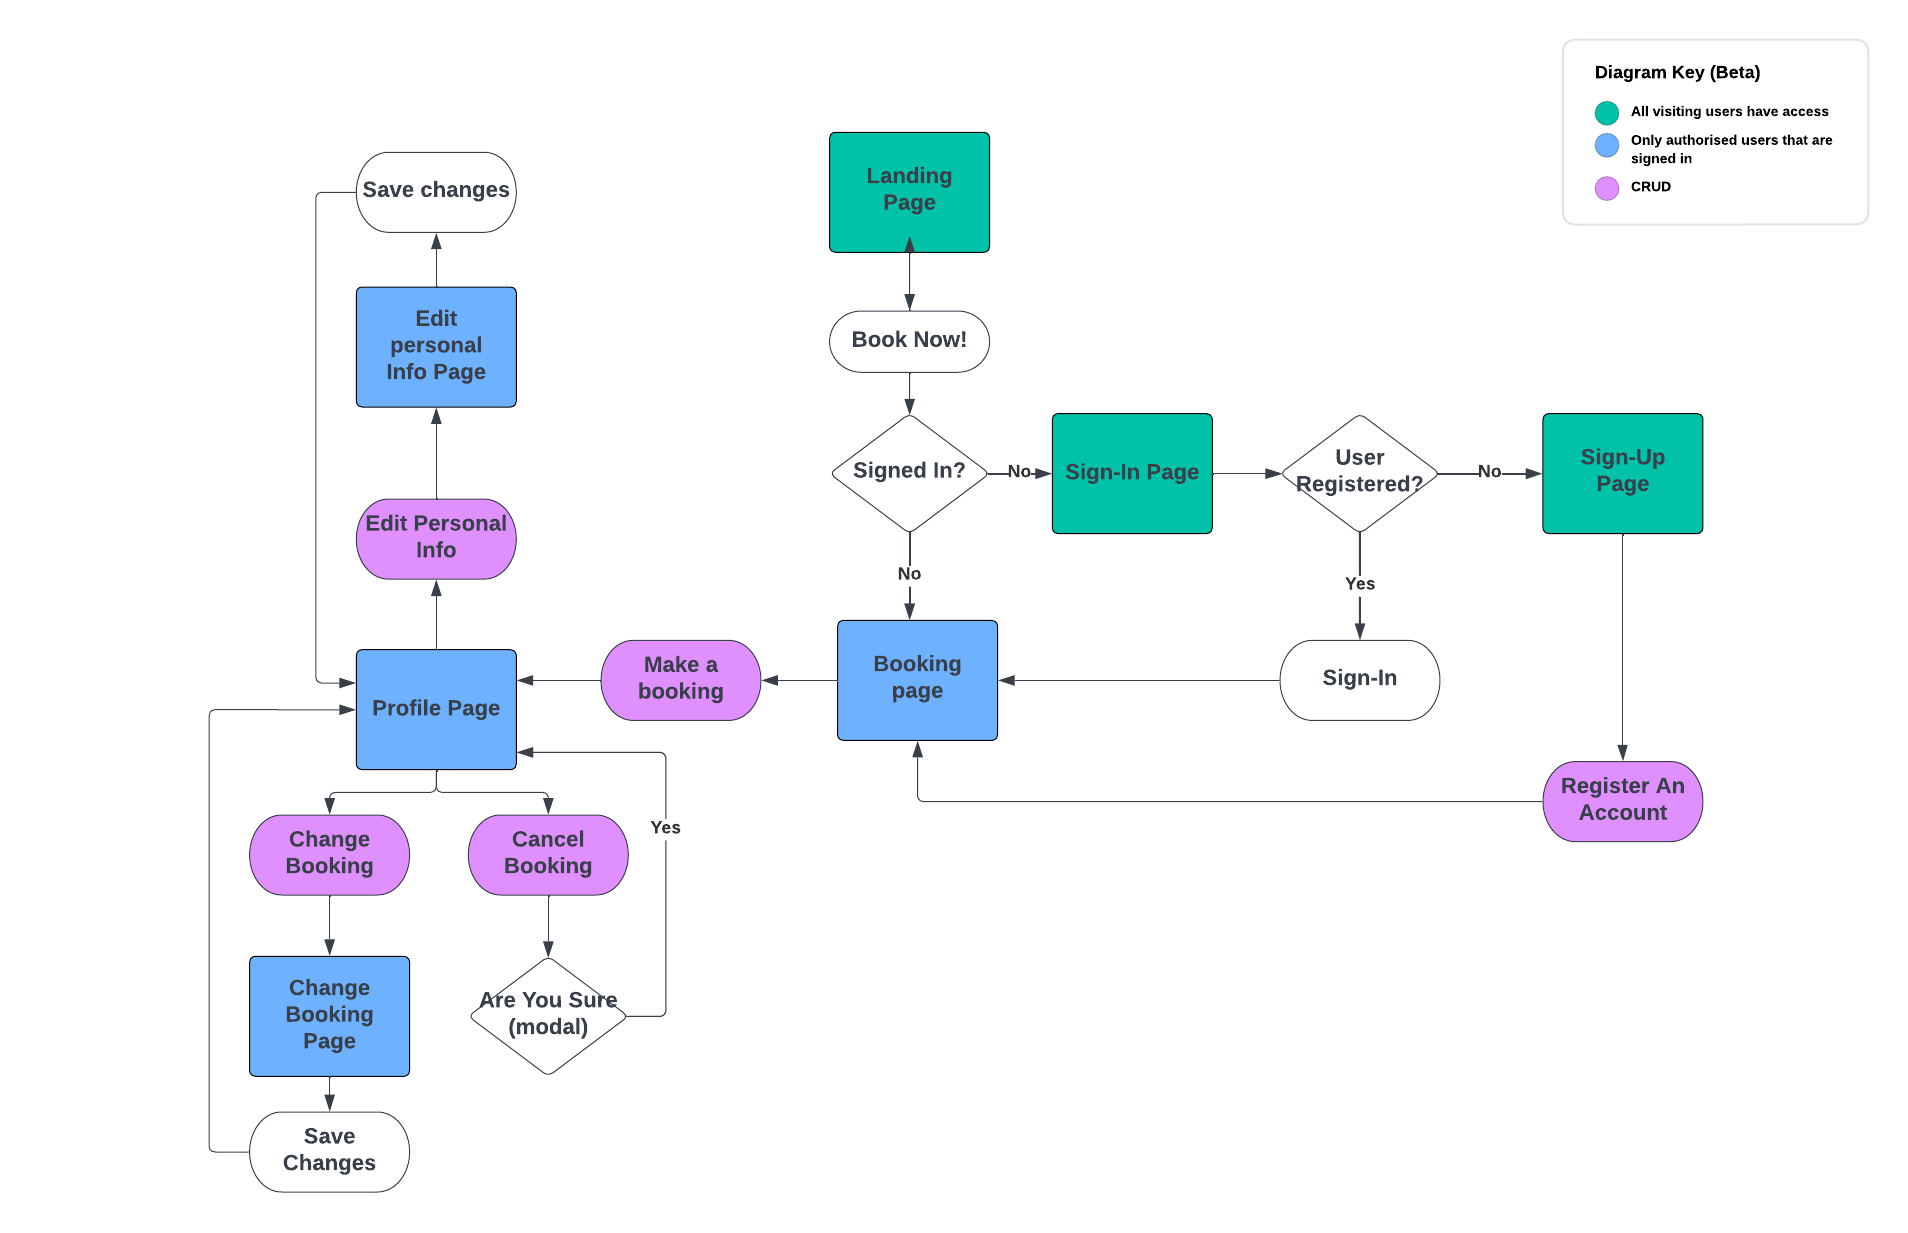 Diagram Key (Beta)
All visiting users have access
Only authorised users that are
signed in
CRUD
Landing
Page
Save changes
Edit
personal
Info Page
Book Now!
Signed In?
No
Sign-In Page
User
Registered?
No
Sign-Up
Page
Edit Personal
Info
No
Yes
Profile Page
Make a
booking
Booking
page
Sign-In
Register An
Account
Change
Booking
Cancel
Booking
Yes
Change
Booking
Page
Are You Sure
(modal)
Save
Changes